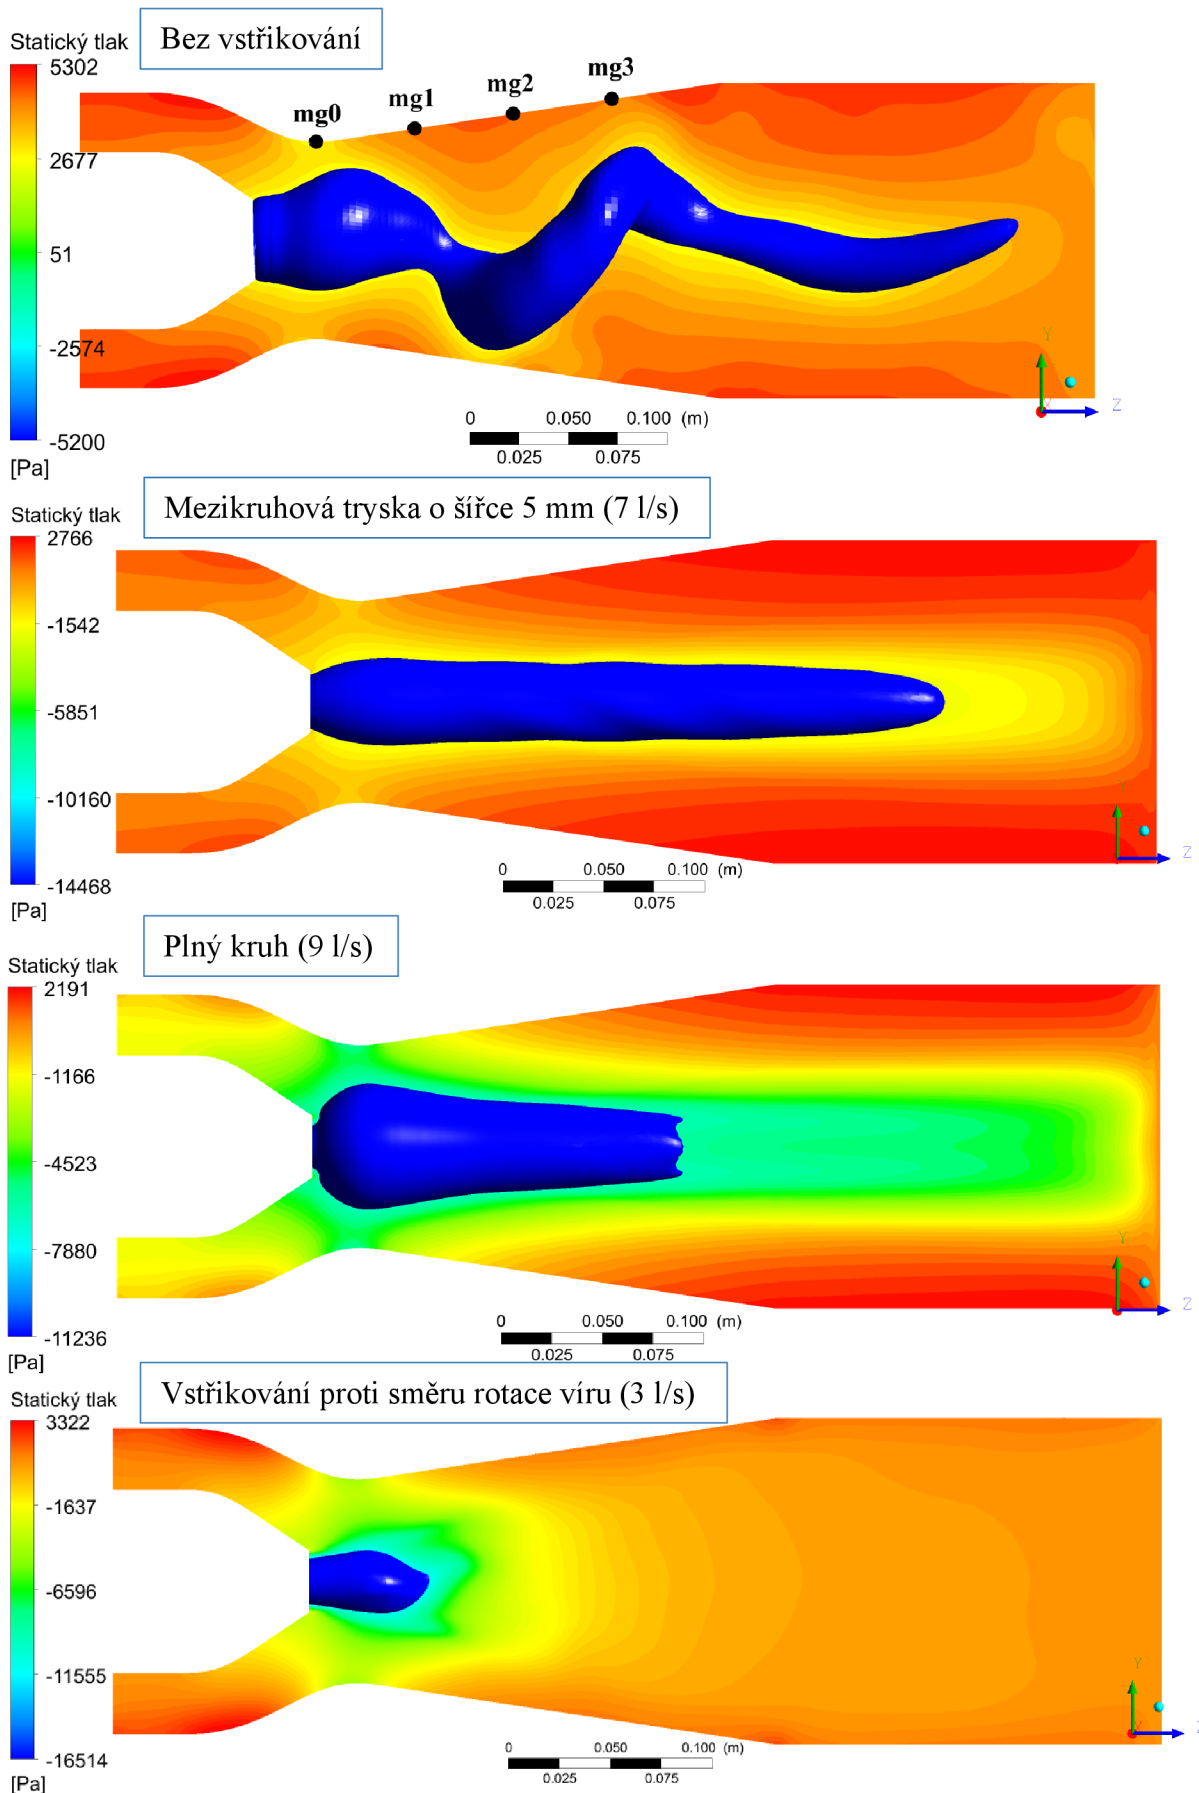 Bez vstřikování
Statický tlak
5302
2677
51
-2574
-5200
[Pa]
mg0
mg1
mg2
mg3
0 0.050 0.100 (m)
0.025 0.075
Y
X
Z
Mezikruhová tryska o šířce 5 mm (7 l/s)
Statický tlak
2766
-1542
-5851
-10160
-14468
[Pa]
0 0.050 0.100 (m)
0.025 0.075
Y
Z
Plný kruh (9 l/s)
Statický tlak
2191
-1166
-4523
-7880
-11236
[Pa]
0 0.050 0.100 (m)
0.025 0.075
Y
Z
Vstřikování proti směru rotace víru (3 l/s)
Statický tlak
3322
-1637
-6596
-11555
-16514
[Pa]
0 0.050 0.100 (m)
0.025 0.075
Y
X
Z